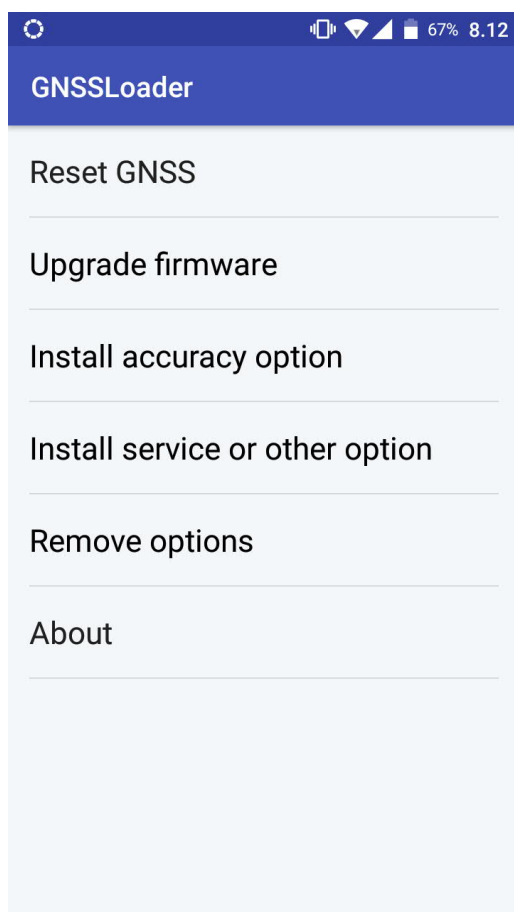 67% 8.12
GNSSLoader
Reset GNSS
Upgrade firmware
Install accuracy option
Install service or other option
Remove options
About